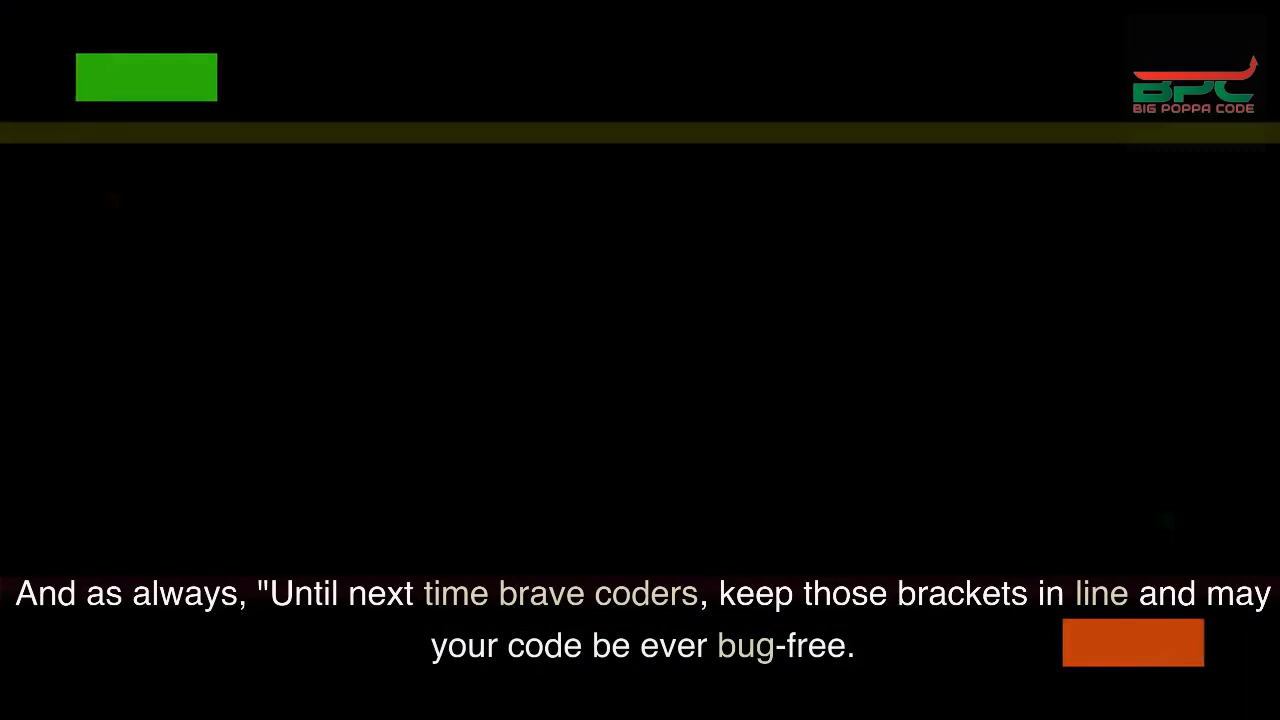 BPC
BIG POPPA CODE
And as always, "Until next time brave coders, keep those brackets in line and may
your code be ever bug-free.